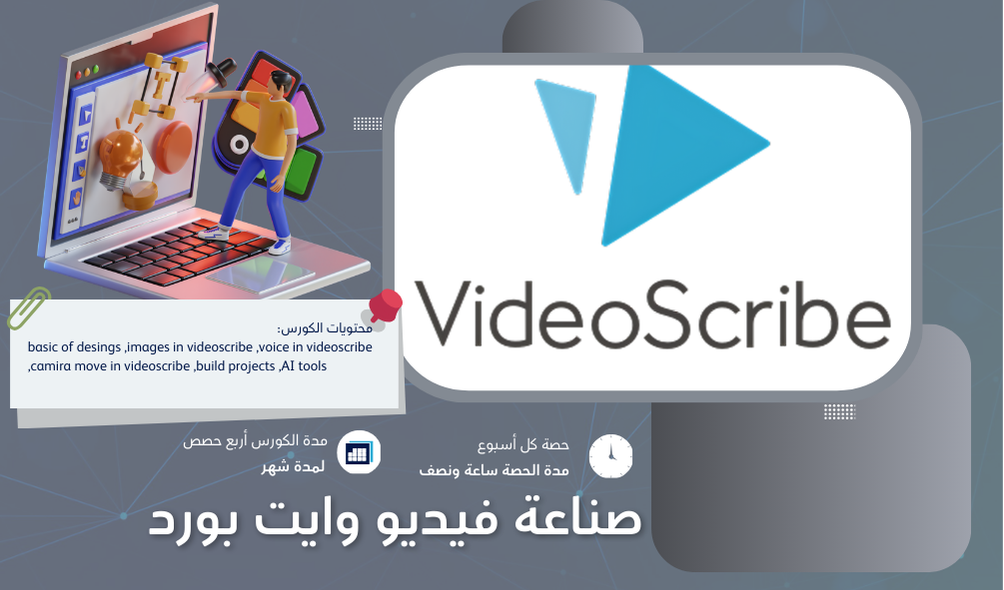 VideoScribe
محتويات الكورس:
basic of desings ,images in videoscribe ,voice in videoscribe
,camira move in videoscribe ,build projects ,AI tools
حصة كل أسبوع
مدة الحصة ساعة ونصف
مدة الكورس أربع حصص
لمدة شهر
صناعة فيديو وايت بورد